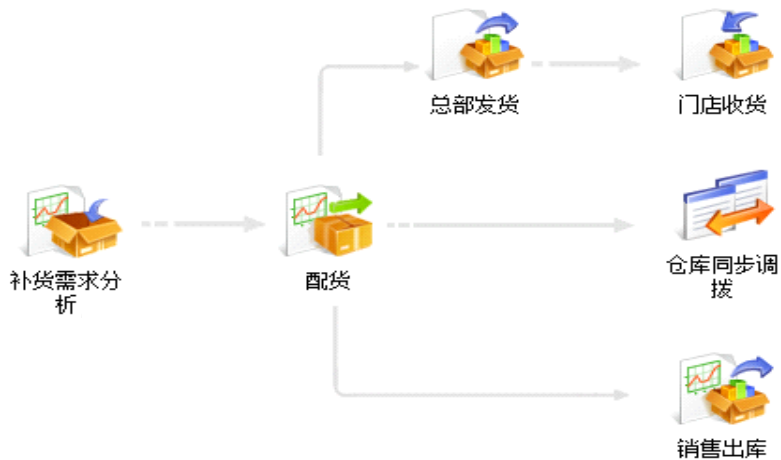 总部发货
门店收货
补货需求分
析
配货
仓库同步调
拨
销售出库